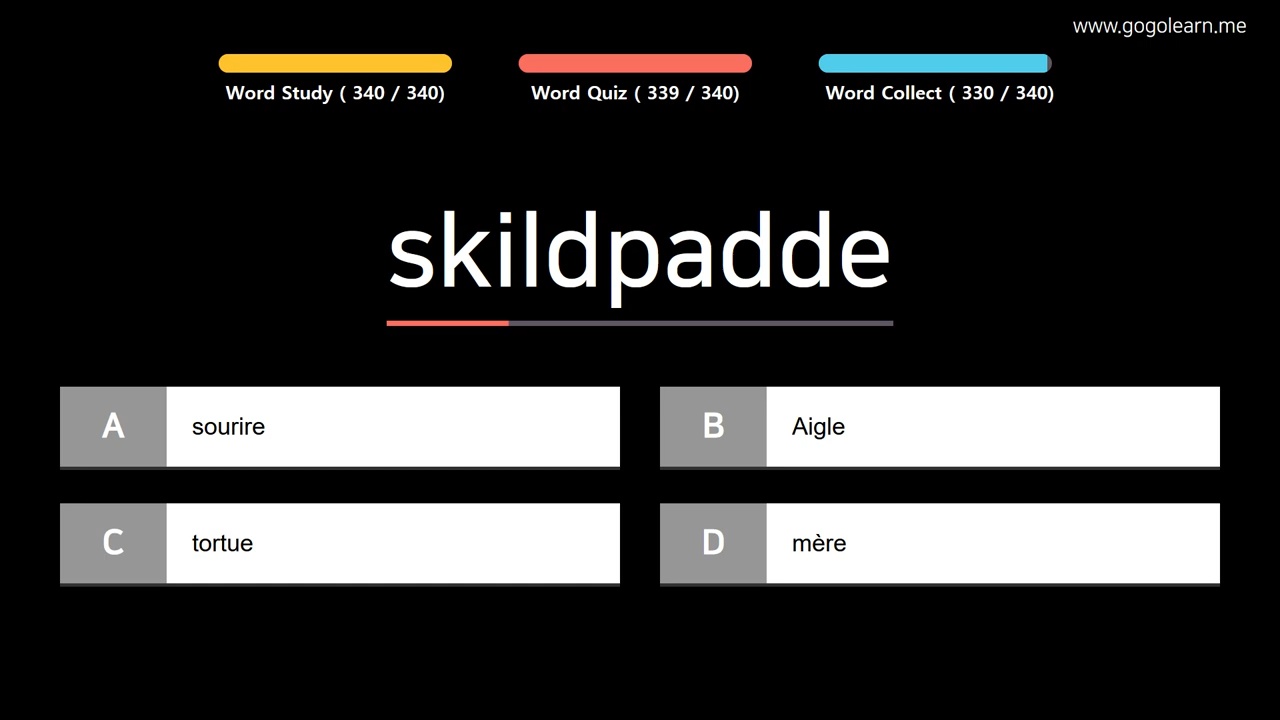 www.gogolearn.me
Word Study ( 340 / 340)
Word Quiz ( 339 / 340)
Word Collect ( 330 / 340)
skildpadde
A sourire
B Aigle
C tortue
D mère